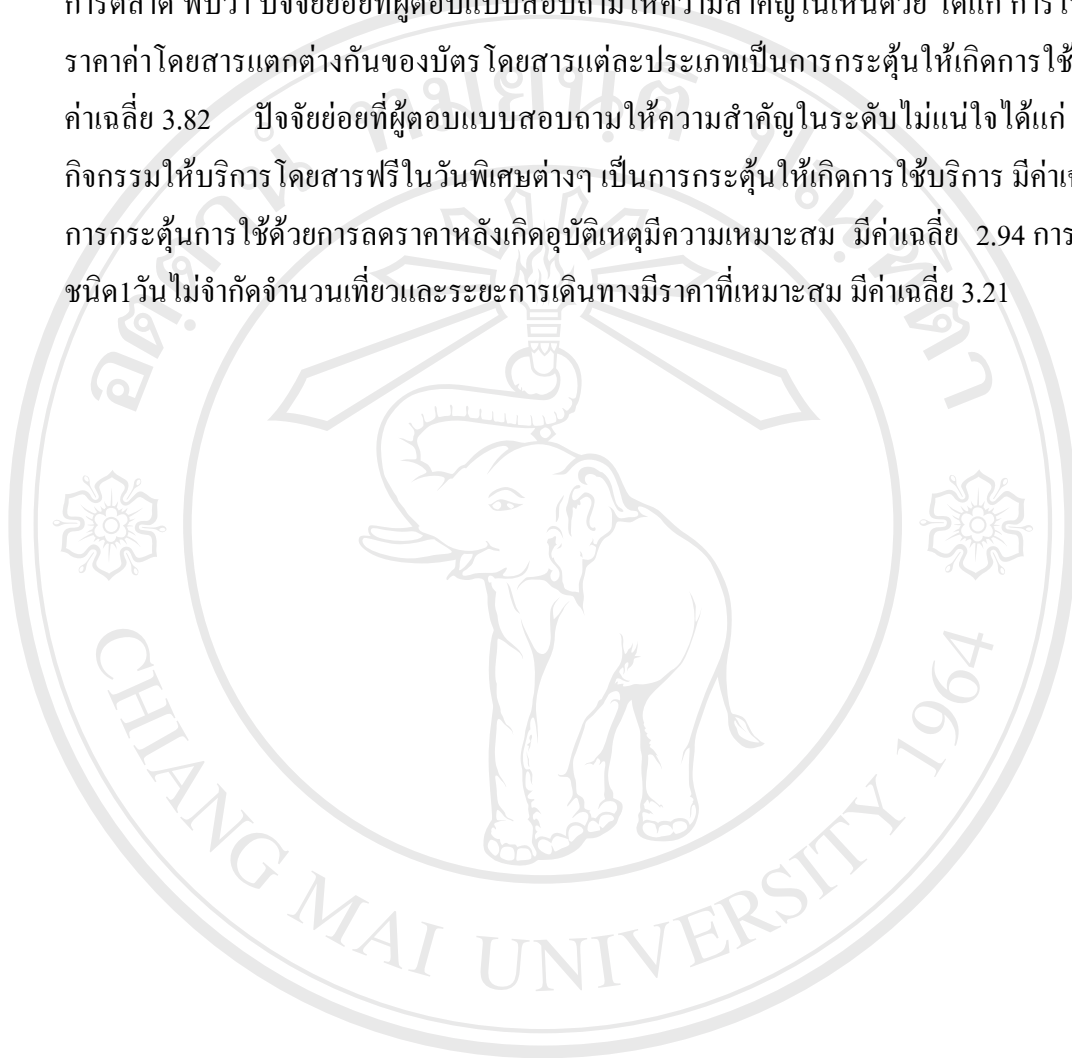 การตลาด พบว่า ปัจจัยย่อยที่ผู้ตอบแบบสอบถามให้ความสำคัญในเห็นด้วย ได้แก่
ราคาค่าโดยสารแตกต่างกันของบัตรโดยสารแต่ละประเภทเป็นการกระตุ้นให้เกิดการใช้
ค่าเฉลี่ย 3.82 ปัจจัยย่อยที่ผู้ตอบแบบสอบถามให้ความสำคัญในระดับไม่แน่ใจได้แก่
กิจกรรมให้บริการโดยสารฟรีในวันพิเศษต่างๆ เป็นการกระตุ้นให้เกิดการใช้บริการ
การกระตุ้นการใช้ด้วยการลดราคาหลังเกิดอุบัติเหตุมีความเหมาะสม มีค่าเฉลี่ย 2.94 การ
ชนิด1วันไม่จำกัดจำนวนเที่ยวและระยะการเดินทางมีราคาที่เหมาะสม มีค่าเฉลี่ย 3.21
CHIANG MAI UNIVERSITY 1964